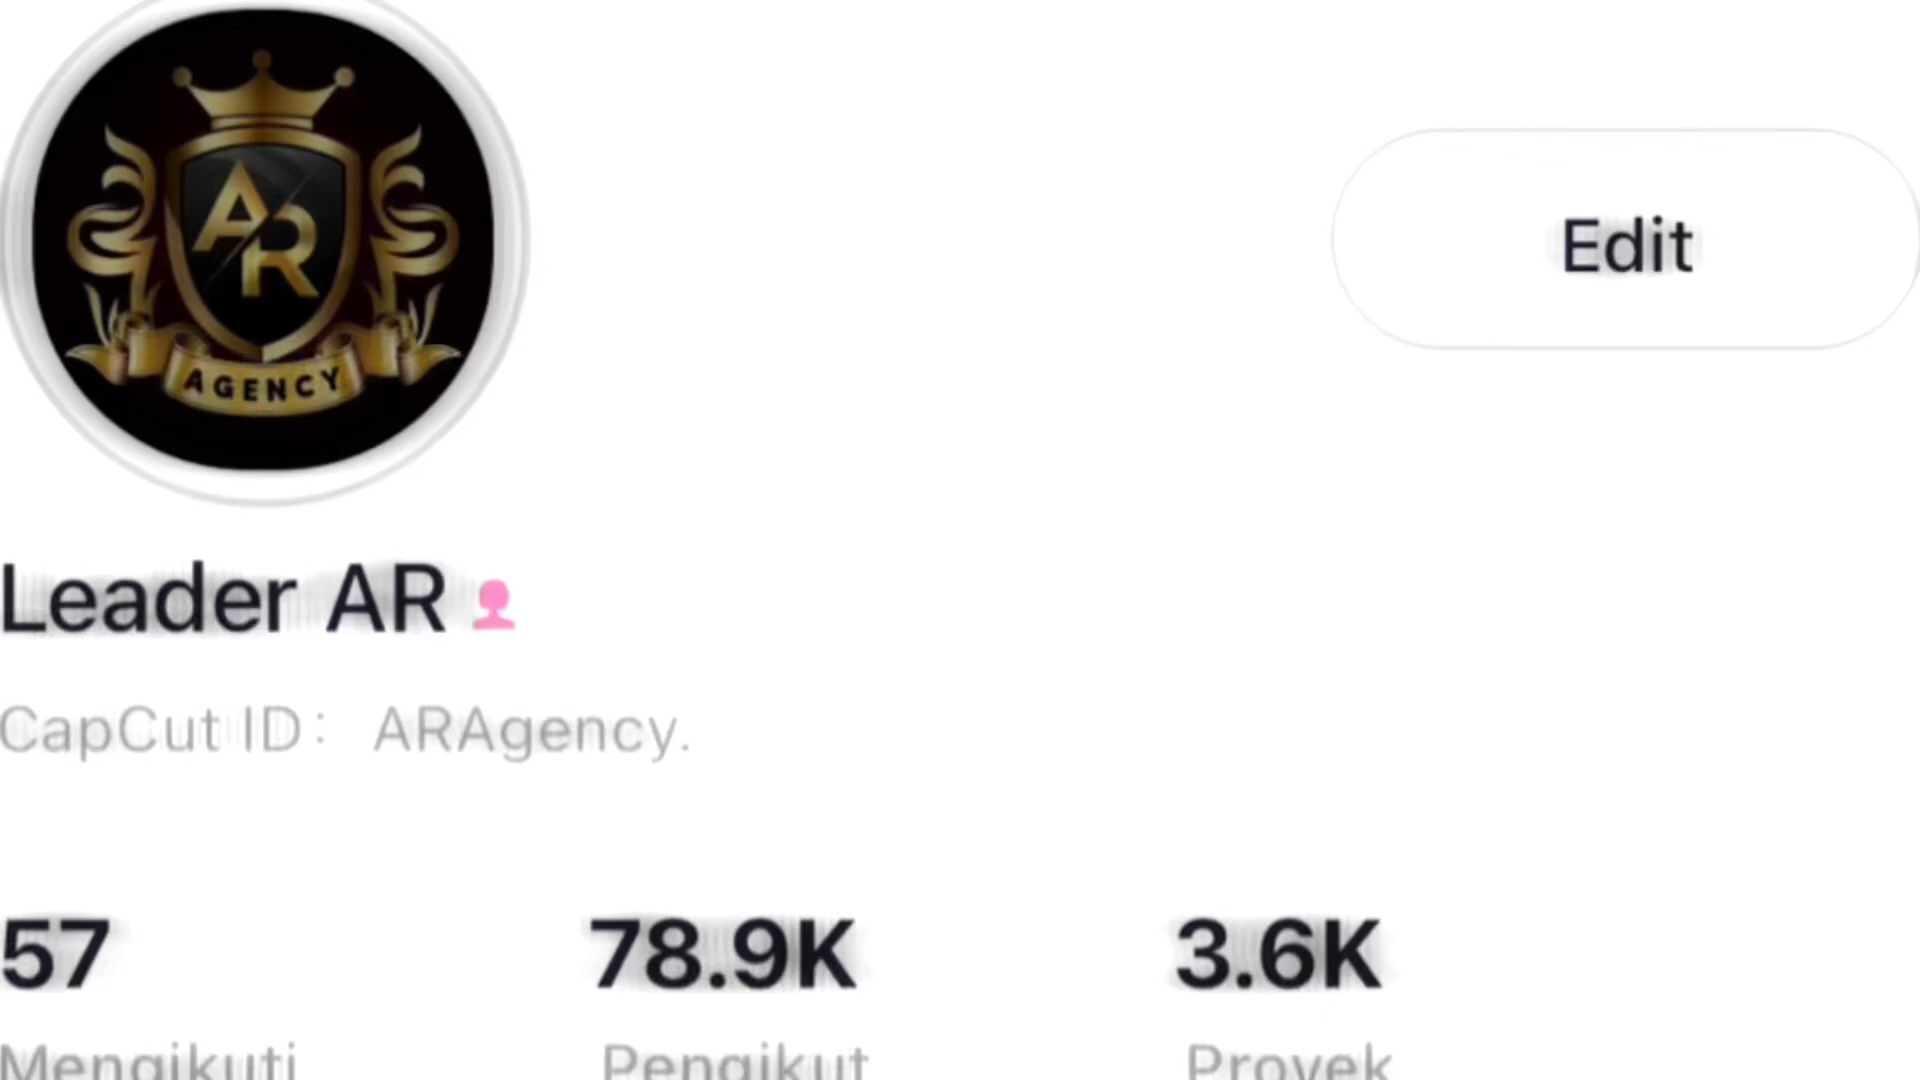 AR
AGENCY
Edit
Leader AR
CapCut ID: ARAgency.
57 78.9K 3.6K
Mengikuti Pengikut Proyek